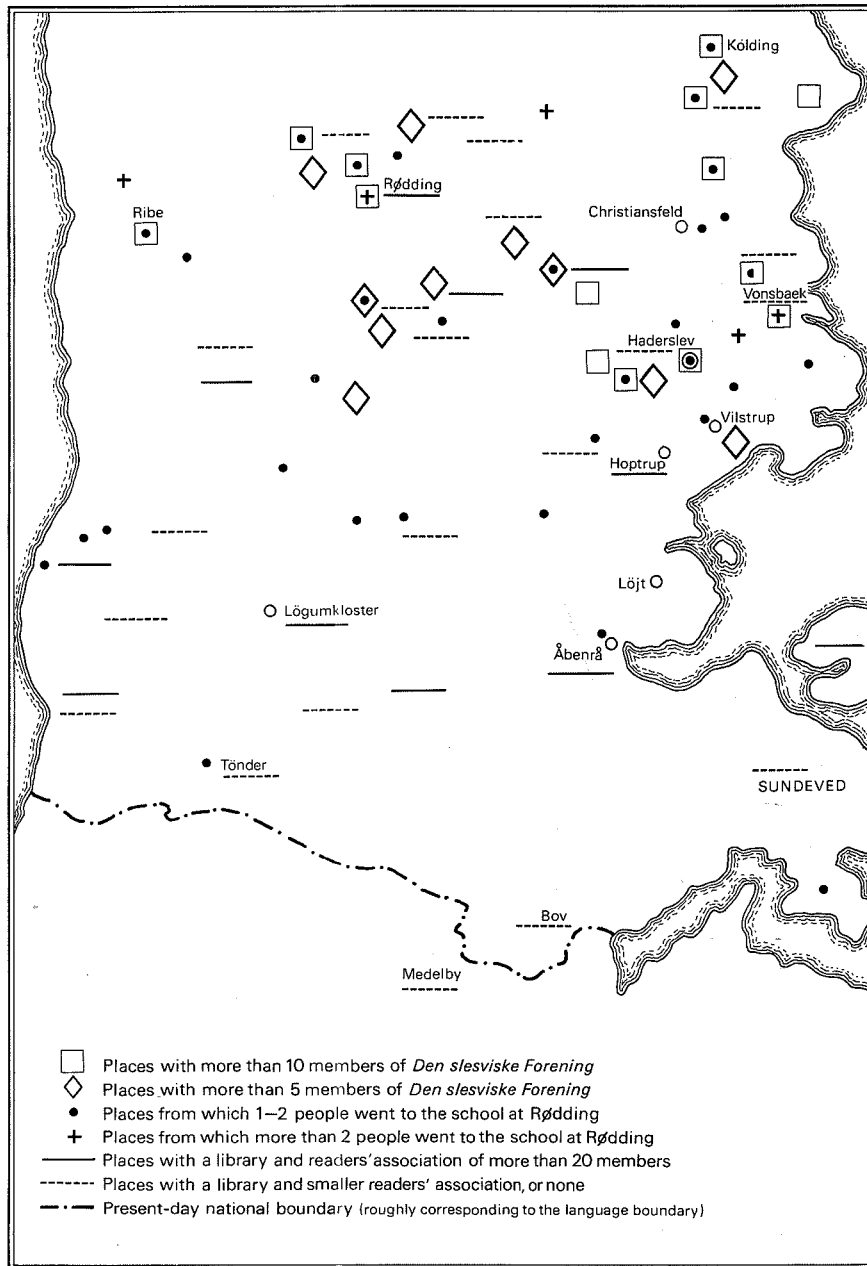 Kólding
Rødding
Ribe
Christiansfeld
Vonsbaek
Haderslev
Vilstrup
Hoptrup
Löjt
Lögumkloster
Åbenrå
Tönder
SUNDEVED
Bov
Medelby
Places with more than 10 members of Den slesviske Forening
Places with more than 5 members of Den slesviske Forening
Places from which 1–2 people went to the school at Rødding
Places from which more than 2 people went to the school at Rødding
Places with a library and readers' association of more than 20 members
Places with a library and smaller readers' association, or none
Present-day national boundary (roughly corresponding to the language boundary)